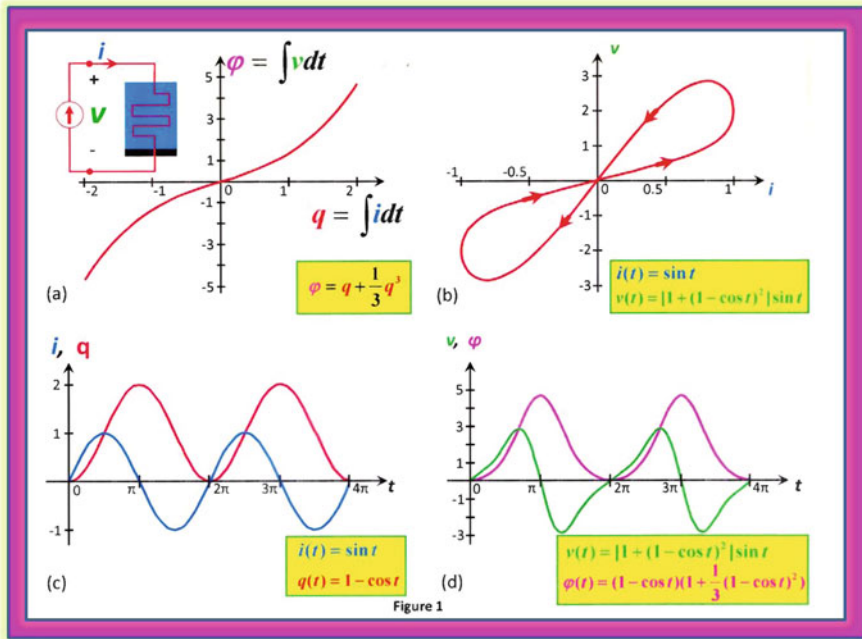 i
+
v
-
φ = ∫vdt
5
3
1
-2
-1
0
1
2
-1
-3
-5
q = ∫idt
φ = q + 1/3 q³
(a)
v
3
2
1
-1
-0.5
0
0
0.5
1
i
-1
-2
-3
i(t) = sin t
v(t) = [1 + (1 − cos t)²] sin t
(b)
i, q
2
1
0
π
2π
3π
4π
t
-1
i(t) = sin t
q(t) = 1 − cos t
(c)
v, φ
5
3
1
0
π
2π
3π
4π
t
-1
-3
v(t) = [1 + (1 − cos t)²] sin t
φ(t) = (1 − cos t)(1 + 1/3 (1 − cos t)²)
(d)
Figure 1